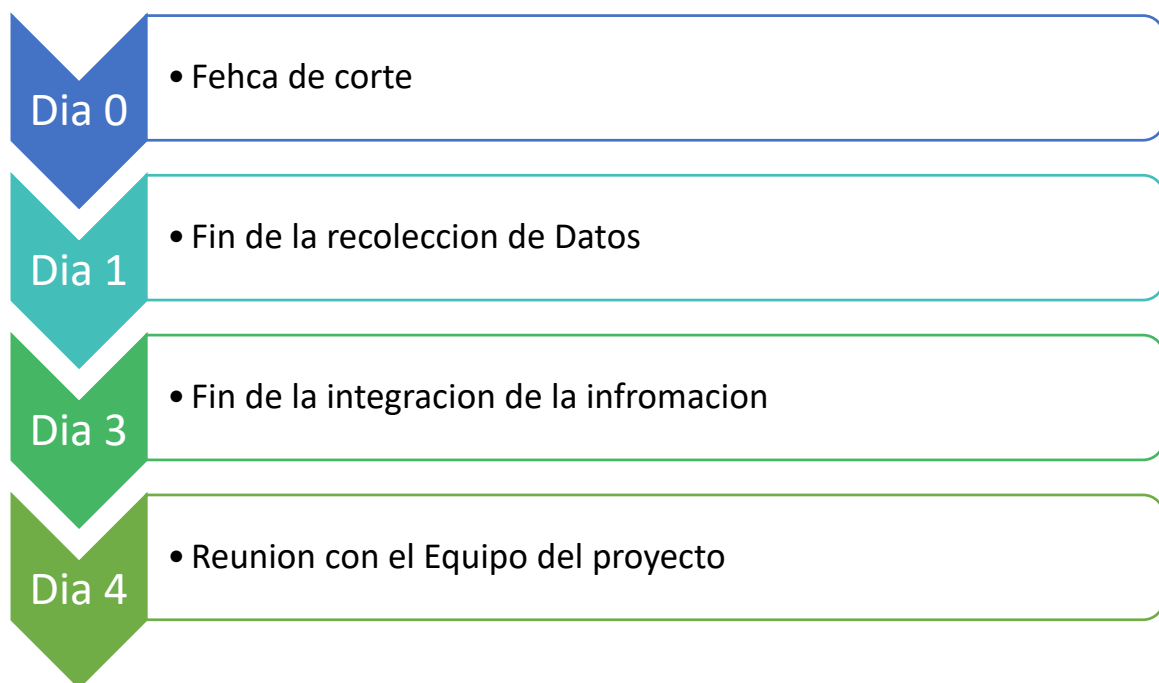 Dia 0
• Fehca de corte
Dia 1
• Fin de la recoleccion de Datos
Dia 3
• Fin de la integracion de la infromacion
Dia 4
• Reunion con el Equipo del proyecto